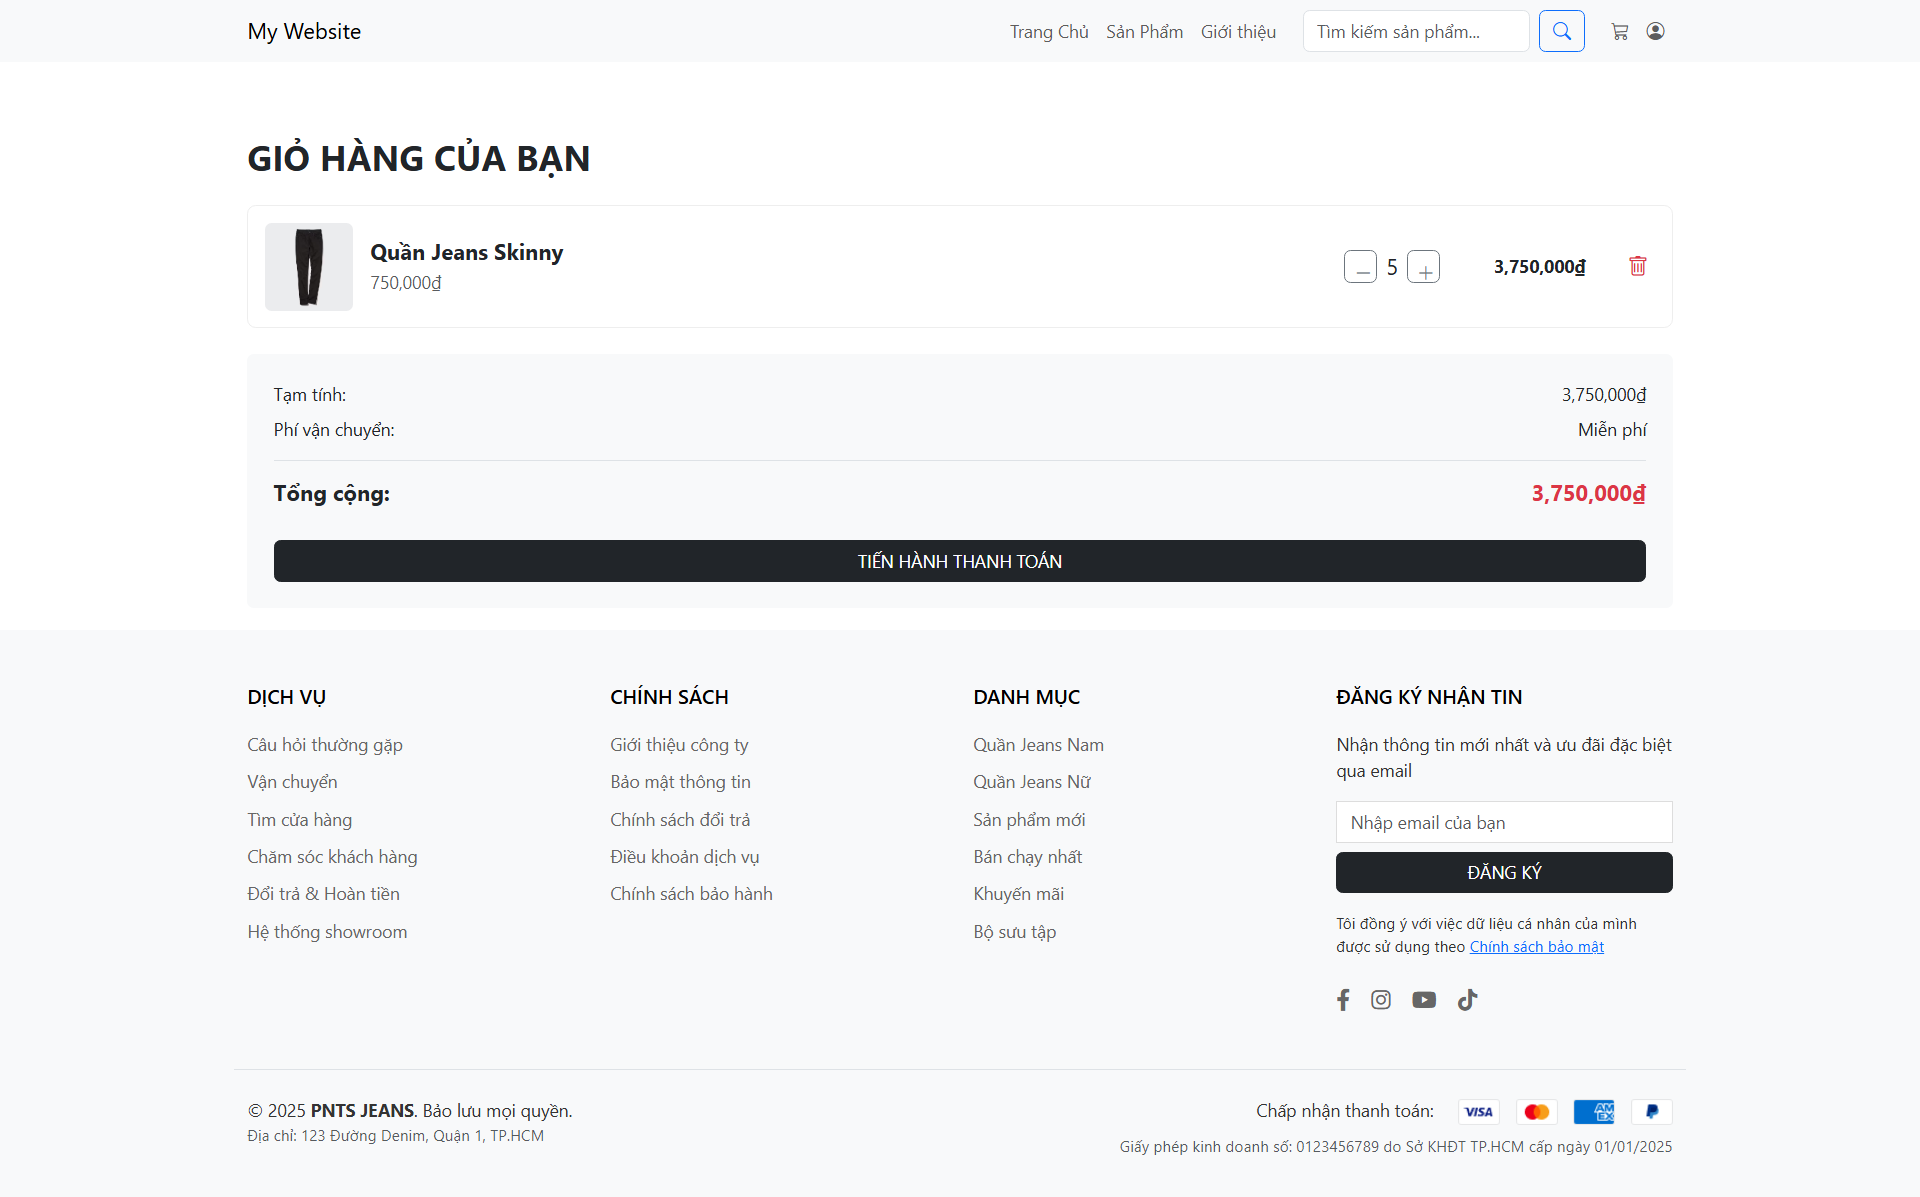 My Website
Trang Chủ
Sản Phẩm
Giới thiệu
Tìm kiếm sản phẩm...
GIỎ HÀNG CỦA BẠN
Quần Jeans Skinny
750,000₫
5
3,750,000₫
Tạm tính:
3,750,000₫
Phí vận chuyển:
Miễn phí
Tổng cộng:
3,750,000₫
TIẾN HÀNH THANH TOÁN
DỊCH VỤ
Câu hỏi thường gặp
Vận chuyển
Tìm cửa hàng
Chăm sóc khách hàng
Đổi trả & Hoàn tiền
Hệ thống showroom
CHÍNH SÁCH
Giới thiệu công ty
Bảo mật thông tin
Chính sách đổi trả
Điều khoản dịch vụ
Chính sách bảo hành
DANH MỤC
Quần Jeans Nam
Quần Jeans Nữ
Sản phẩm mới
Bán chạy nhất
Khuyến mãi
Bộ sưu tập
ĐĂNG KÝ NHẬN TIN
Nhận thông tin mới nhất và ưu đãi đặc biệt
qua email
Nhập email của bạn
ĐĂNG KÝ
Tôi đồng ý với việc dữ liệu cá nhân của mình
được sử dụng theo Chính sách bảo mật
© 2025 PNTS JEANS. Bảo lưu mọi quyền.
Địa chỉ: 123 Đường Denim, Quận 1, TP.HCM
Chấp nhận thanh toán:
VISA
AMEX
Giấy phép kinh doanh số: 0123456789 do Sở KHĐT TP.HCM cấp ngày 01/01/2025